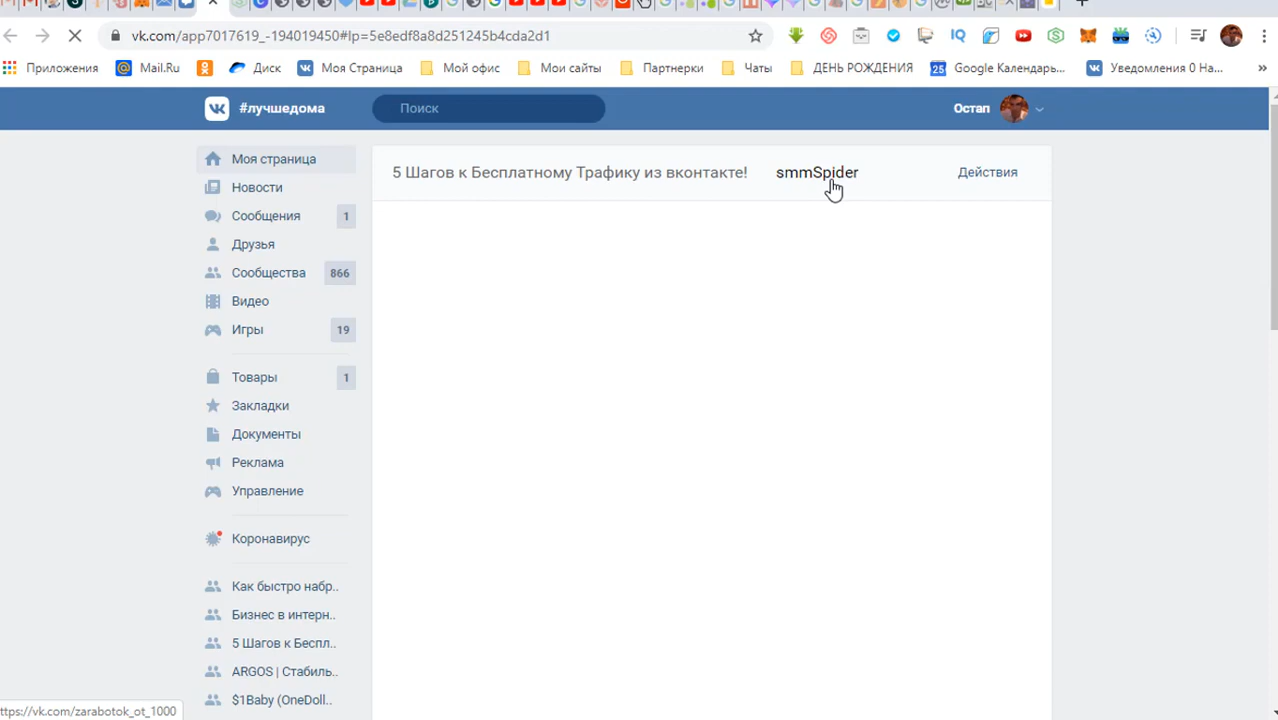 vk.com/app7017619_-194019450#lp=5e8edf8a8d251245b4cda2d1
Приложения
Mail.Ru
Диск
Моя Страница
Мой офис
Мои сайты
Партнерки
Чаты
ДЕНЬ РОЖДЕНИЯ
25
Google Календарь...
Уведомления 0 На...
»
#лучшедома
Поиск
Остап
Моя страница
5 Шагов к Бесплатному Трафику из вконтакте!
smmSpider
Действия
Новости
Сообщения 1
Друзья
Сообщества 866
Видео
Игры 19
Товары 1
Закладки
Документы
Реклама
Управление
Коронавирус
Как быстро набр..
Бизнес в интерн..
5 Шагов к Беспл..
ARGOS | Стабиль..
$1Baby (OneDoll..
ttps://vk.com/zarabotok_ot_1000